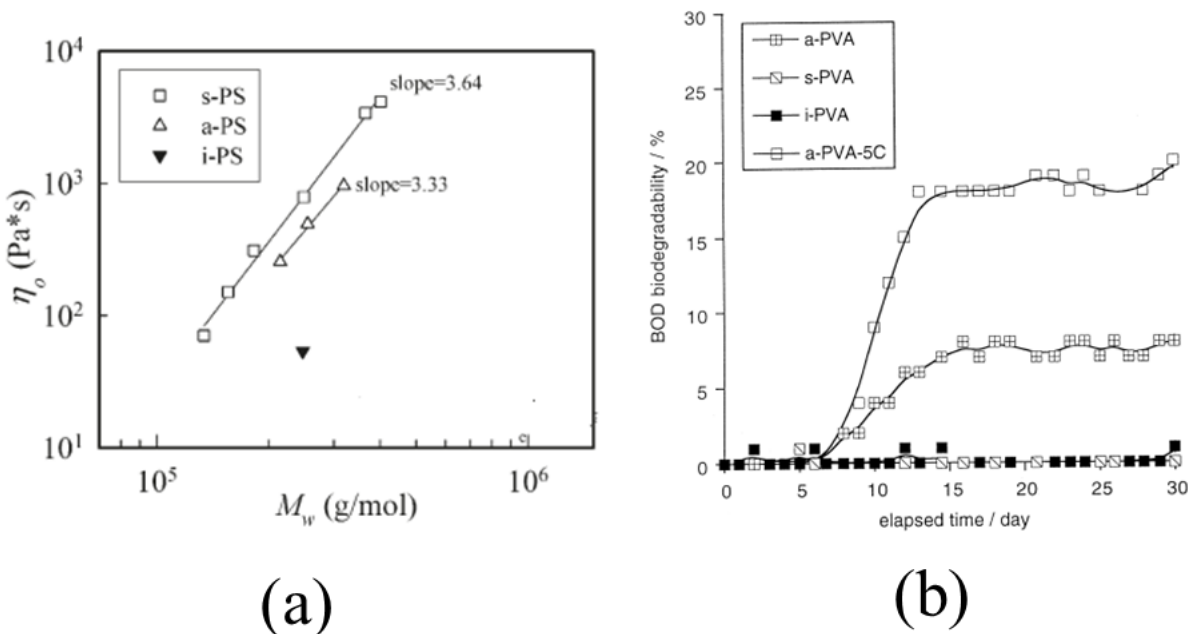 10⁴
10³
10²
10¹
η₀ (Pa*s)
s-PS
a-PS
i-PS
slope=3.64
slope=3.33
10⁵
10⁶
M_w (g/mol)
(a)
30
25
20
15
10
5
0
BOD biodegradability / %
a-PVA
s-PVA
i-PVA
a-PVA-5C
0 5 10 15 20 25 30
elapsed time / day
(b)